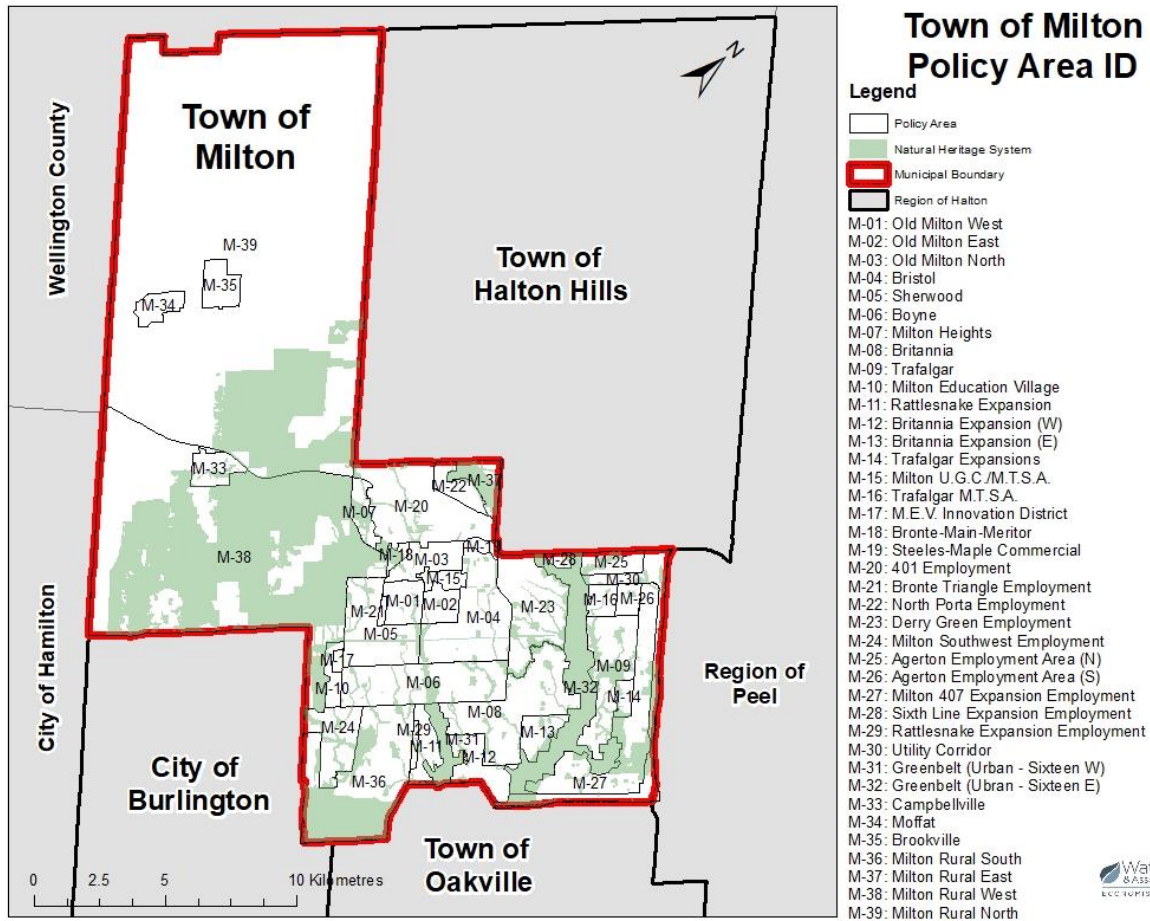 Town of Milton
Policy Area ID
Legend
Policy Area
Natural Heritage System
Municipal Boundary
Region of Halton
M-01: Old Milton West
M-02: Old Milton East
M-03: Old Milton North
M-04: Bristol
M-05: Sherwood
M-06: Boyne
M-07: Milton Heights
M-08: Britannia
M-09: Trafalgar
M-10: Milton Education Village
M-11: Rattlesnake Expansion
M-12: Britannia Expansion (W)
M-13: Britannia Expansion (E)
M-14: Trafalgar Expansions
M-15: Milton U.G.C./M.T.S.A.
M-16: Trafalgar M.T.S.A.
M-17: M.E.V. Innovation District
M-18: Bronte-Main-Meritor
M-19: Steeles-Maple Commercial
M-20: 401 Employment
M-21: Bronte Triangle Employment
M-22: North Porta Employment
M-23: Derry Green Employment
M-24: Milton Southwest Employment
M-25: Agerton Employment Area (N)
M-26: Agerton Employment Area (S)
M-27: Milton 407 Expansion Employment
M-28: Sixth Line Expansion Employment
M-29: Rattlesnake Expansion Employment
M-30: Utility Corridor
M-31: Greenbelt (Urban - Sixteen W)
M-32: Greenbelt (Ubran - Sixteen E)
M-33: Campbellville
M-34: Moffat
M-35: Brookville
M-36: Milton Rural South
M-37: Milton Rural East
M-38: Milton Rural West
M-39: Milton Rural North
N
Town of
Milton
Wellington County
Town of
Halton Hills
M-39
M-35
M-34
M-33
M-22
M-37
M-20
M-07
M-38
M-18
M-03
M-19
M-28
M-25
M-15
M-30
M-21
M-01
M-02
M-04
M-23
M-16
M-26
M-05
M-17
M-10
M-06
M-32
M-09
M-14
M-08
M-24
M-29
M-11
M-31
M-12
M-13
M-36
M-27
City of Hamilton
City of
Burlington
Region of
Peel
Town of
Oakville
0 2.5 5 10 Kilometres